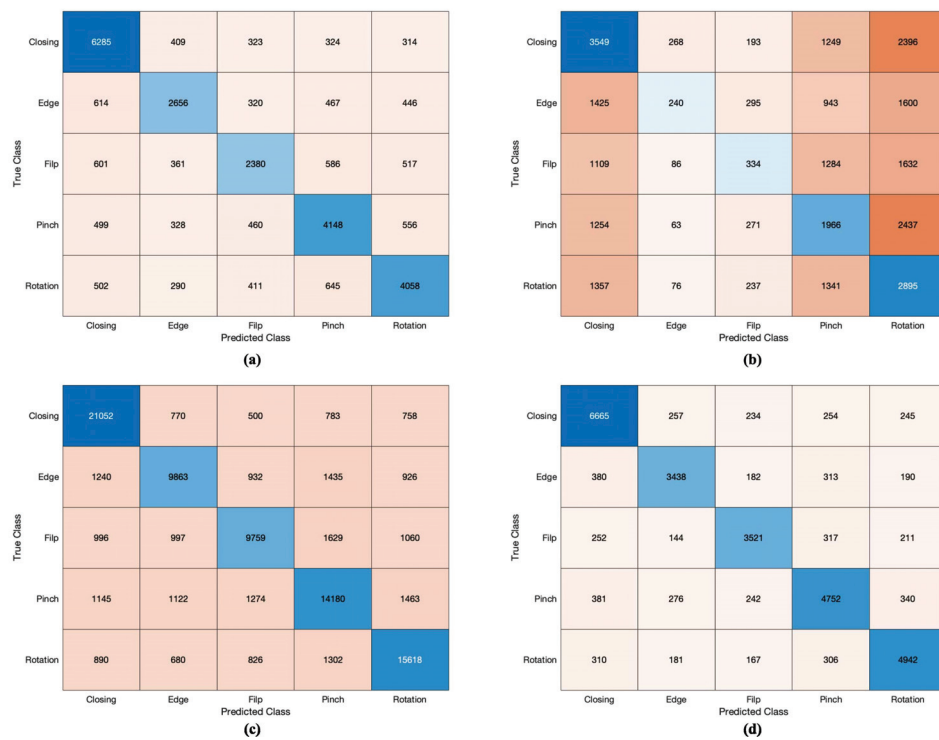 Closing 6285 409 323 324 314
Edge 614 2656 320 467 446
Filp 601 361 2380 586 517
Pinch 499 328 460 4148 556
Rotation 502 290 411 645 4058
True Class
Closing Edge Filp Pinch Rotation
Predicted Class
(a)
Closing 3549 268 193 1249 2396
Edge 1425 240 295 943 1600
Filp 1109 86 334 1284 1632
Pinch 1254 63 271 1966 2437
Rotation 1357 76 237 1341 2895
True Class
Closing Edge Filp Pinch Rotation
Predicted Class
(b)
Closing 21052 770 500 783 758
Edge 1240 9863 932 1435 926
Filp 996 997 9759 1629 1060
Pinch 1145 1122 1274 14180 1463
Rotation 890 680 826 1302 15618
True Class
Closing Edge Filp Pinch Rotation
Predicted Class
(c)
Closing 6665 257 234 254 245
Edge 380 3438 182 313 190
Filp 252 144 3521 317 211
Pinch 381 276 242 4752 340
Rotation 310 181 167 306 4942
True Class
Closing Edge Filp Pinch Rotation
Predicted Class
(d)